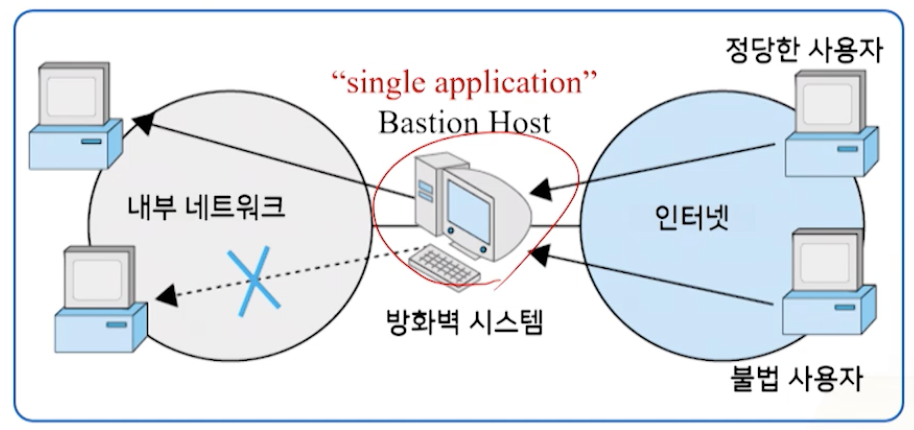 정당한 사용자
“single application”
Bastion Host
내부 네트워크
인터넷
방화벽 시스템
불법 사용자